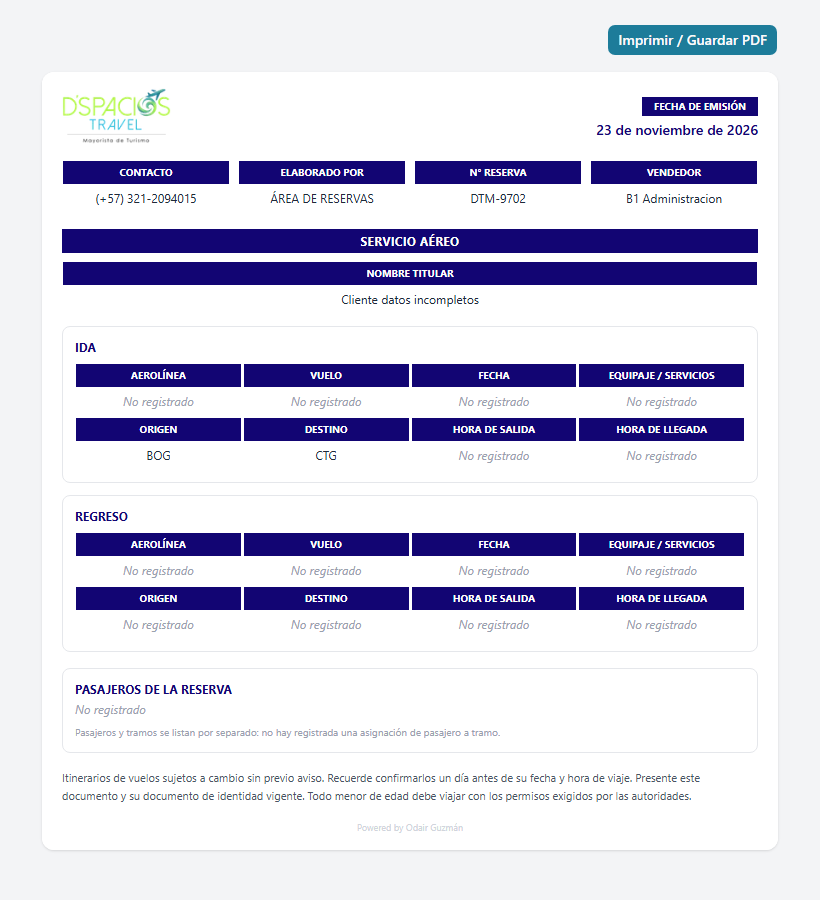 Imprimir / Guardar PDF
D'SPACIOS
TRAVEL
Mayorista de Turismo
FECHA DE EMISIÓN
23 de noviembre de 2026
CONTACTO ELABORADO POR N° RESERVA VENDEDOR
(+57) 321-2094015 ÁREA DE RESERVAS DTM-9702 B1 Administracion
SERVICIO AÉREO
NOMBRE TITULAR
Cliente datos incompletos
IDA
AEROLÍNEA VUELO FECHA EQUIPAJE / SERVICIOS
No registrado No registrado No registrado No registrado
ORIGEN DESTINO HORA DE SALIDA HORA DE LLEGADA
BOG CTG No registrado No registrado
REGRESO
AEROLÍNEA VUELO FECHA EQUIPAJE / SERVICIOS
No registrado No registrado No registrado No registrado
ORIGEN DESTINO HORA DE SALIDA HORA DE LLEGADA
No registrado No registrado No registrado No registrado
PASAJEROS DE LA RESERVA
No registrado
Pasajeros y tramos se listan por separado: no hay registrada una asignación de pasajero a tramo.
Itinerarios de vuelos sujetos a cambio sin previo aviso. Recuerde confirmarlos un día antes de su fecha y hora de viaje. Presente este
documento y su documento de identidad vigente. Todo menor de edad debe viajar con los permisos exigidos por las autoridades.
Powered by Odair Guzmán